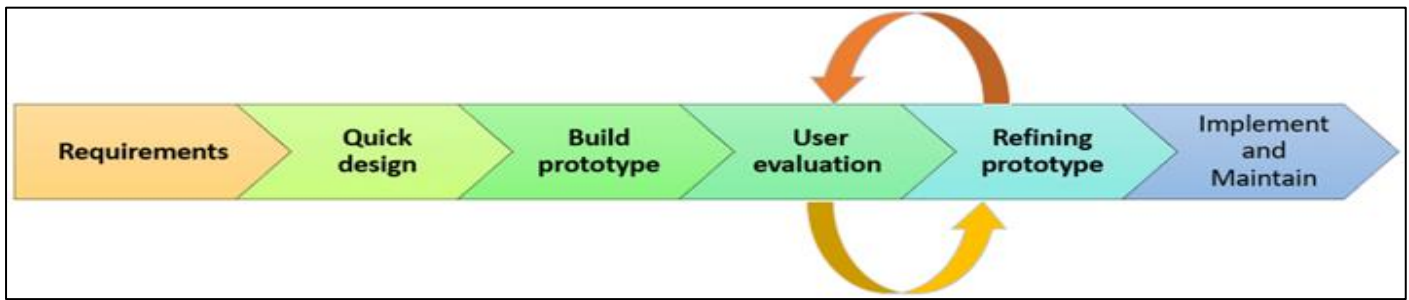 Requirements
Quick
design
Build
prototype
User
evaluation
Refining
prototype
Implement
and
Maintain